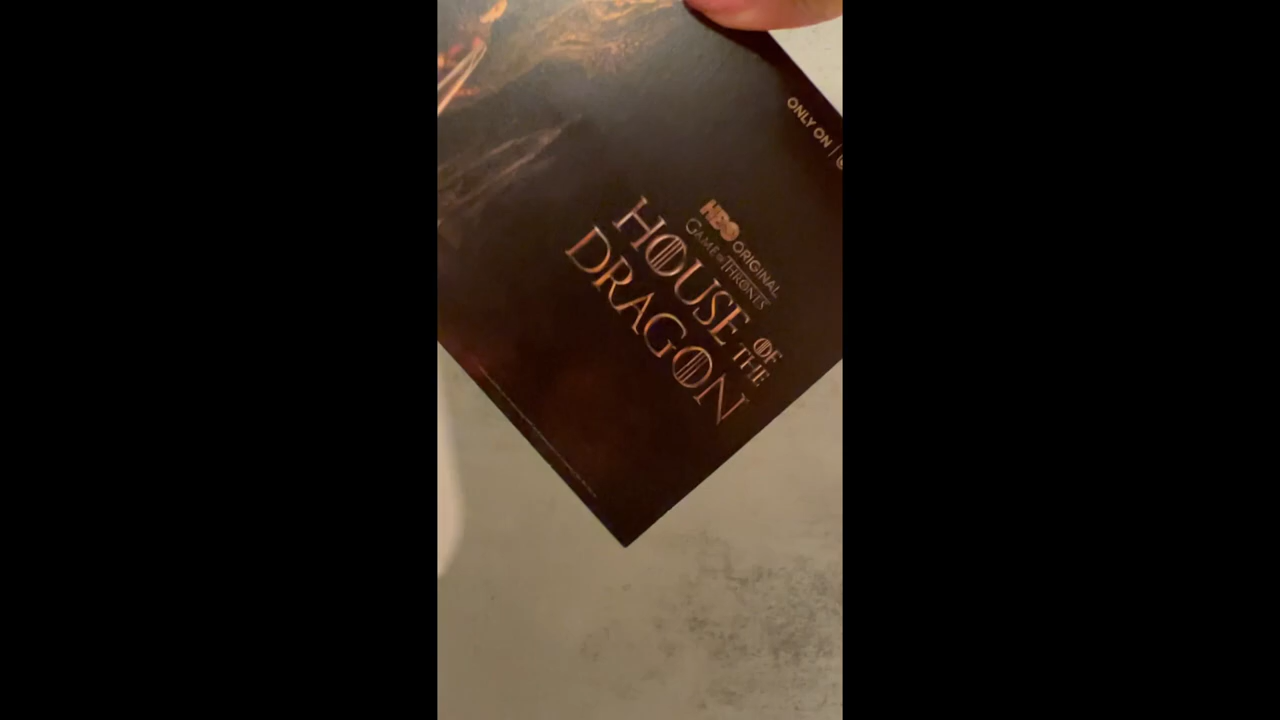 ONLY ON
HBO ORIGINAL
GAME OF THRONES
HOUSE OF
THE
DRAGON